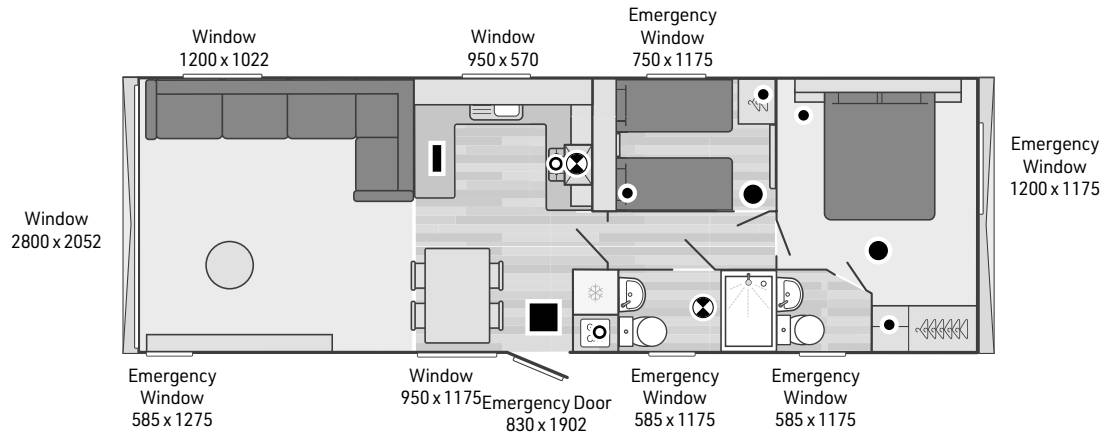 Window
1200 x 1022
Window
950 x 570
Emergency
Window
750 x 1175
Emergency
Window
1200 x 1175
Window
2800 x 2052
Emergency
Window
585 x 1275
Window
950 x 1175
Emergency Door
830 x 1902
Emergency
Window
585 x 1175
Emergency
Window
585 x 1175